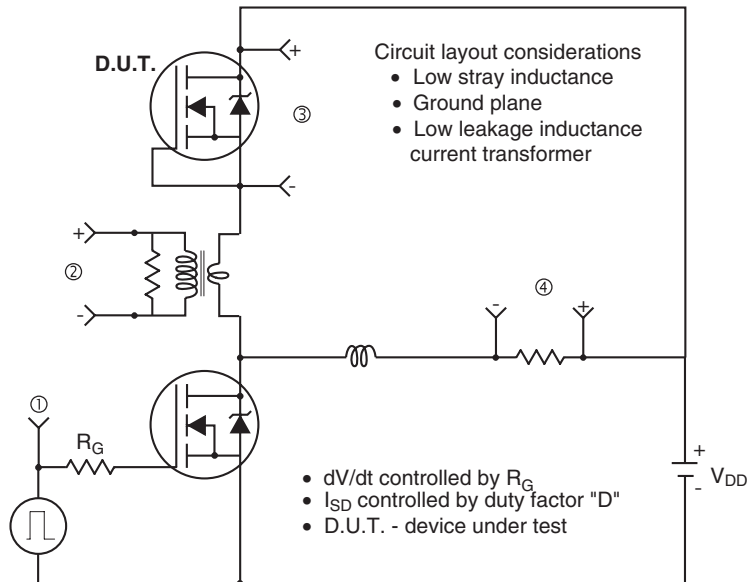 D.U.T.
+
③
-
Circuit layout considerations
• Low stray inductance
• Ground plane
• Low leakage inductance
current transformer
+
②
-
④
- +
①
R_G
+
V_DD
-
• dV/dt controlled by R_G
• I_SD controlled by duty factor "D"
• D.U.T. - device under test